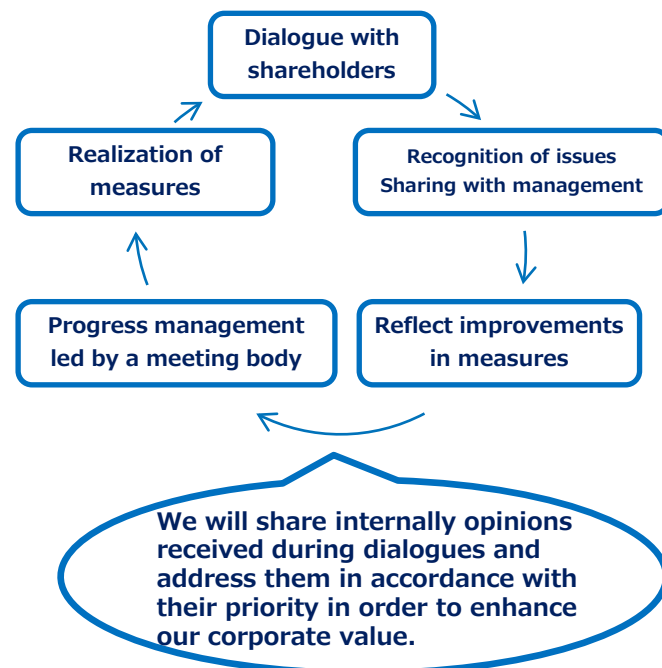 Dialogue with
shareholders
Realization of
measures
Recognition of issues
Sharing with management
Progress management
led by a meeting body
Reflect improvements
in measures
We will share internally opinions
received during dialogues and
address them in accordance with
their priority in order to enhance
our corporate value.